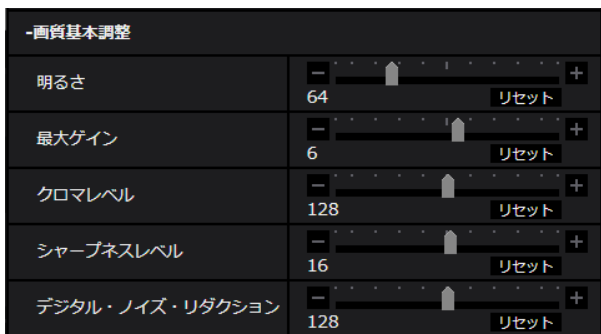 -画質基本調整
明るさ
- +
64 リセット
最大ゲイン
- +
6 リセット
クロマレベル
- +
128 リセット
シャープネスレベル
- +
16 リセット
デジタル・ノイズ・リダクション
- +
128 リセット